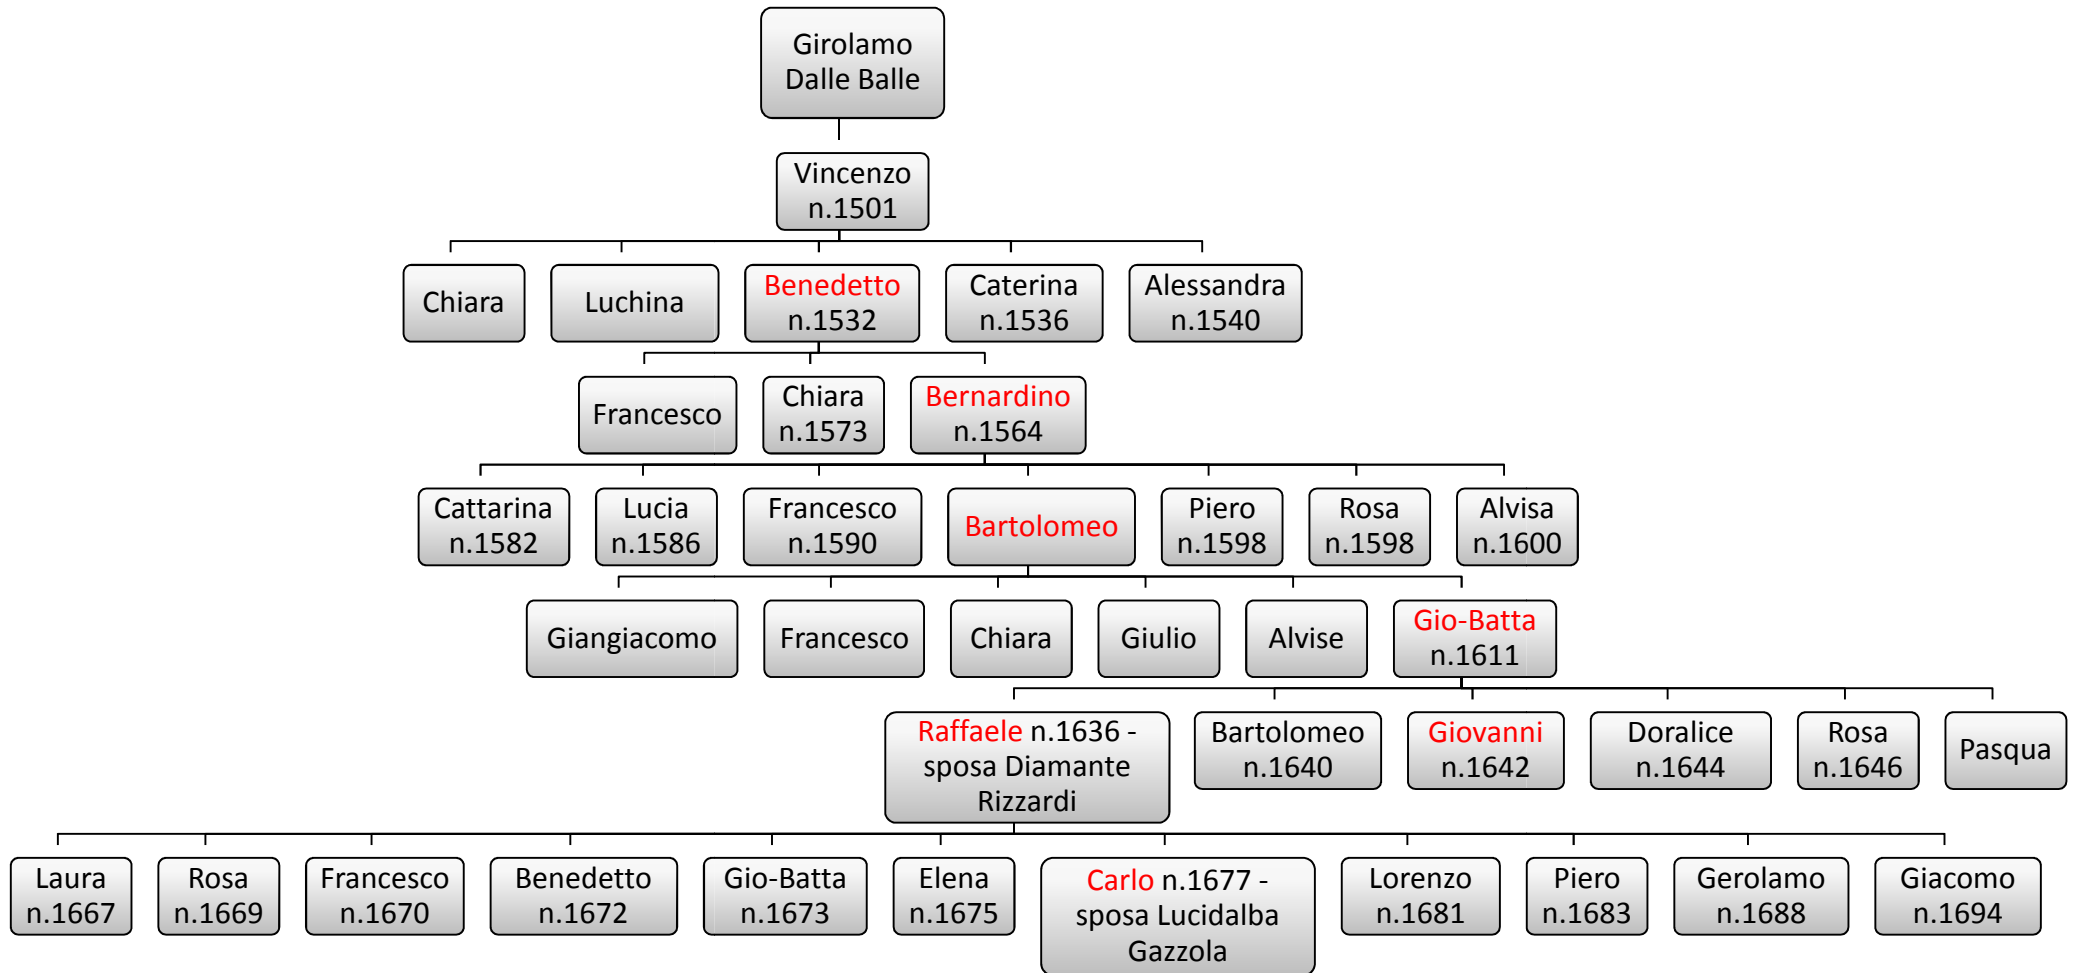 Girolamo
Dalle Balle
Vincenzo
n.1501
Chiara
Luchina
Benedetto
n.1532
Caterina
n.1536
Alessandra
n.1540
Francesco
Chiara
n.1573
Bernardino
n.1564
Cattarina
n.1582
Lucia
n.1586
Francesco
n.1590
Bartolomeo
Piero
n.1598
Rosa
n.1598
Alvisa
n.1600
Giangiacomo
Francesco
Chiara
Giulio
Alvise
Gio-Batta
n.1611
Raffaele n.1636 -
sposa Diamante
Rizzardi
Bartolomeo
n.1640
Giovanni
n.1642
Doralice
n.1644
Rosa
n.1646
Pasqua
Laura
n.1667
Rosa
n.1669
Francesco
n.1670
Benedetto
n.1672
Gio-Batta
n.1673
Elena
n.1675
Carlo n.1677 -
sposa Lucidalba
Gazzola
Lorenzo
n.1681
Piero
n.1683
Gerolamo
n.1688
Giacomo
n.1694